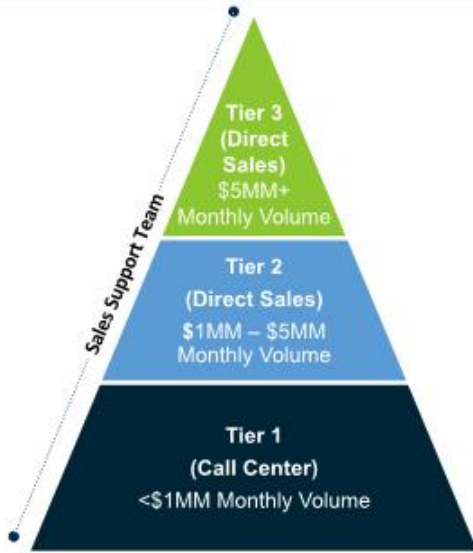 Tier 3
(Direct
Sales)
$5MM+
Monthly Volume
Sales Support Team
Tier 2
(Direct Sales)
$1MM – $5MM
Monthly Volume
Tier 1
(Call Center)
<$1MM Monthly Volume